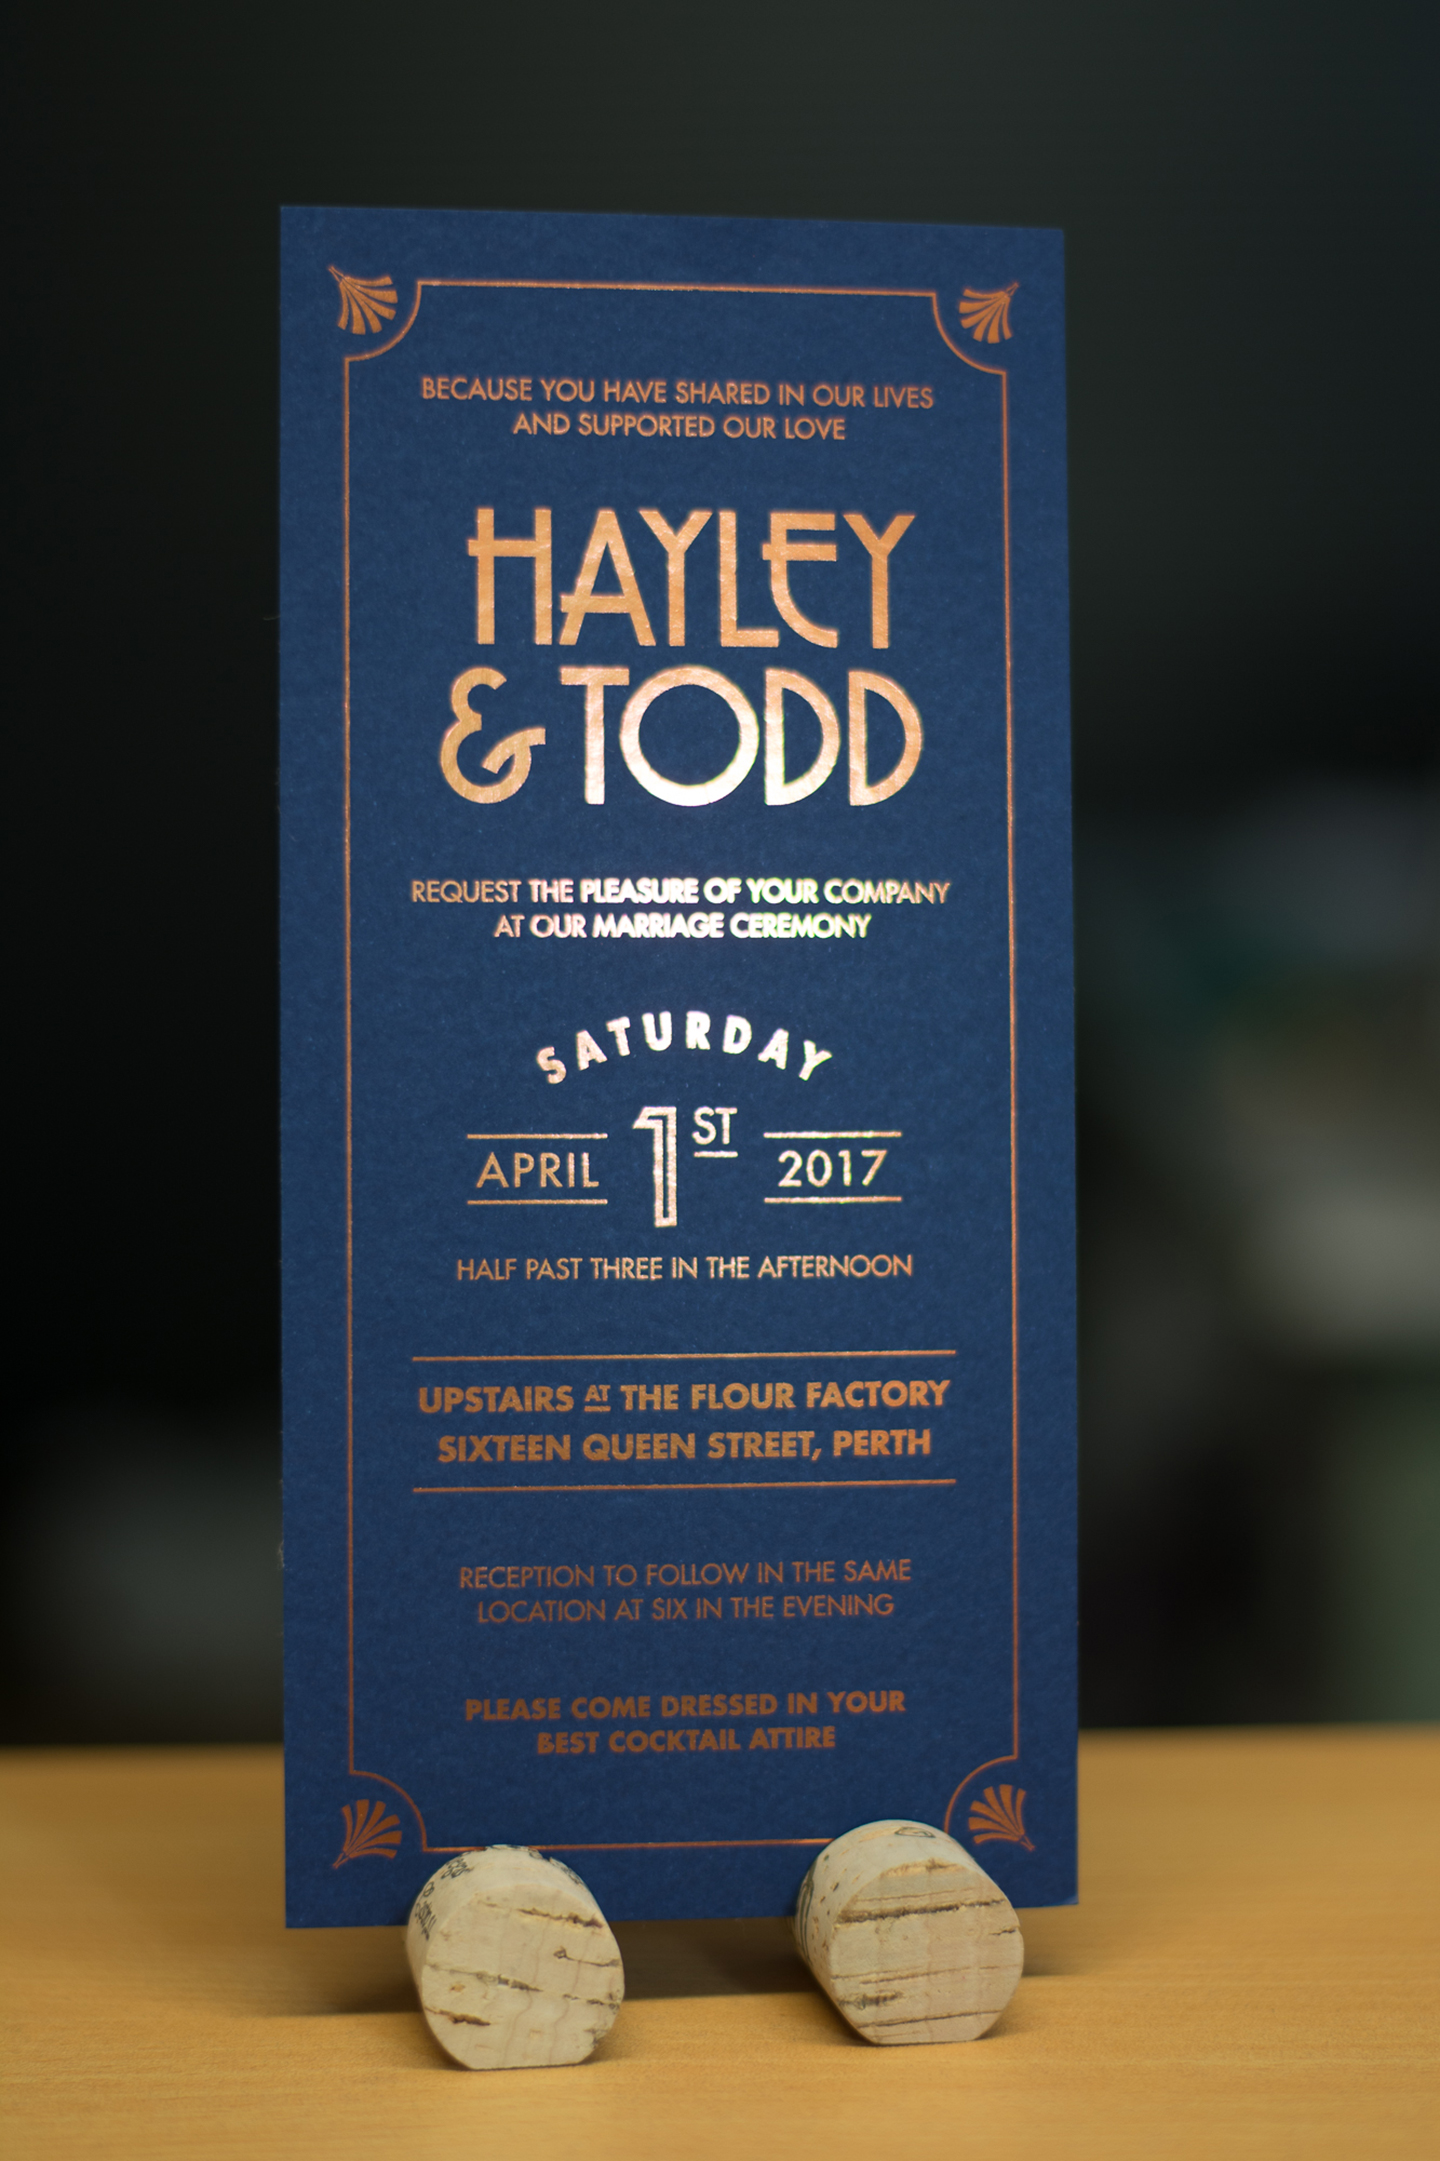 BECAUSE YOU HAVE SHARED IN OUR LIVES
AND SUPPORTED OUR LOVE
HAYLEY
& TODD
REQUEST THE PLEASURE OF YOUR COMPANY
AT OUR MARRIAGE CEREMONY
SATURDAY
APRIL 1ST 2017
HALF PAST THREE IN THE AFTERNOON
UPSTAIRS AT THE FLOUR FACTORY
SIXTEEN QUEEN STREET, PERTH
RECEPTION TO FOLLOW IN THE SAME
LOCATION AT SIX IN THE EVENING
PLEASE COME DRESSED IN YOUR
BEST COCKTAIL ATTIRE